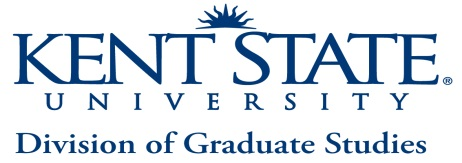 KENT STATE®
UNIVERSITY
Division of Graduate Studies